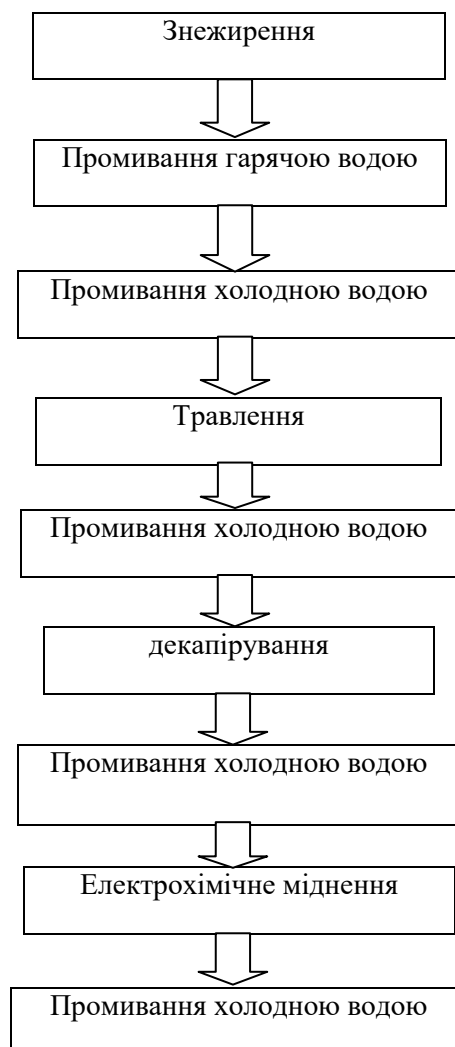 Знежирення
Промивання гарячою водою
Промивання холодною водою
Травлення
Промивання холодною водою
декапірування
Промивання холодною водою
Електрохімічне міднення
Промивання холодною водою